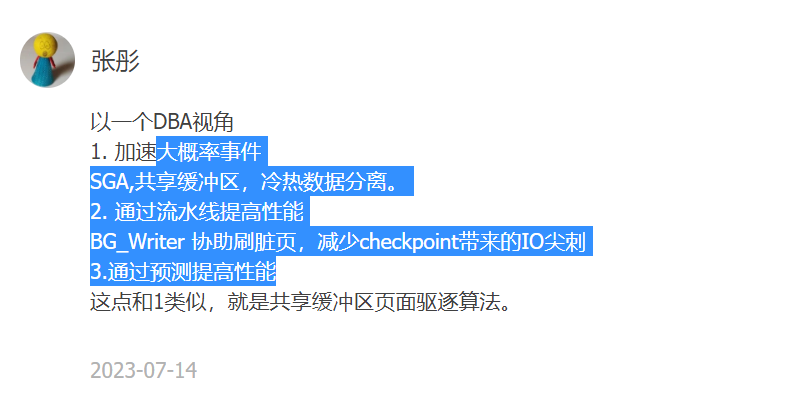 张彤
以一个DBA视角
1. 加速大概率事件
SGA,共享缓冲区，冷热数据分离。
2. 通过流水线提高性能
BG_Writer 协助刷脏页，减少checkpoint带来的IO尖刺
3.通过预测提高性能
这点和1类似，就是共享缓冲区页面驱逐算法。
2023-07-14